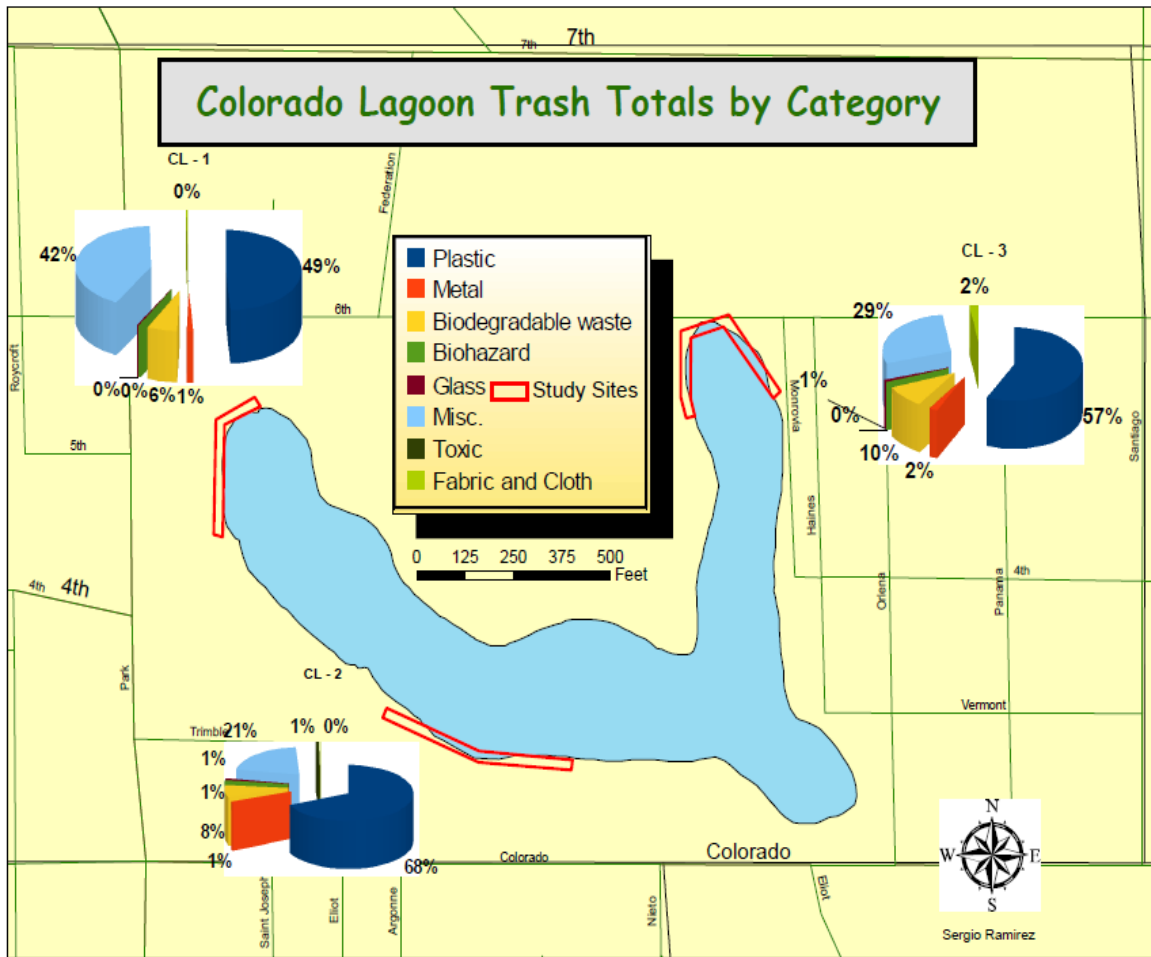 7th
7th
Colorado Lagoon Trash Totals by Category
CL - 1
0%
42%
49%
0% 0% 6% 1%
Federation
Plastic
Metal
Biodegradable waste
Biohazard
Glass
Study Sites
Misc.
Toxic
Fabric and Cloth
CL - 3
2%
29%
1%
0%
57%
10%
2%
6th
Roycroft
5th
Monrovia
Santiago
Haines
0 125 250 375 500
Feet
4th 4th
4th
Orlena
Panama
Park
CL - 2
Trimble
21%
1% 0%
1%
1%
8%
1%
68%
Vermont
Colorado
Colorado
Saint Joseph
Eliot
Argonne
Nieto
Eliot
N
W E
S
Sergio Ramirez